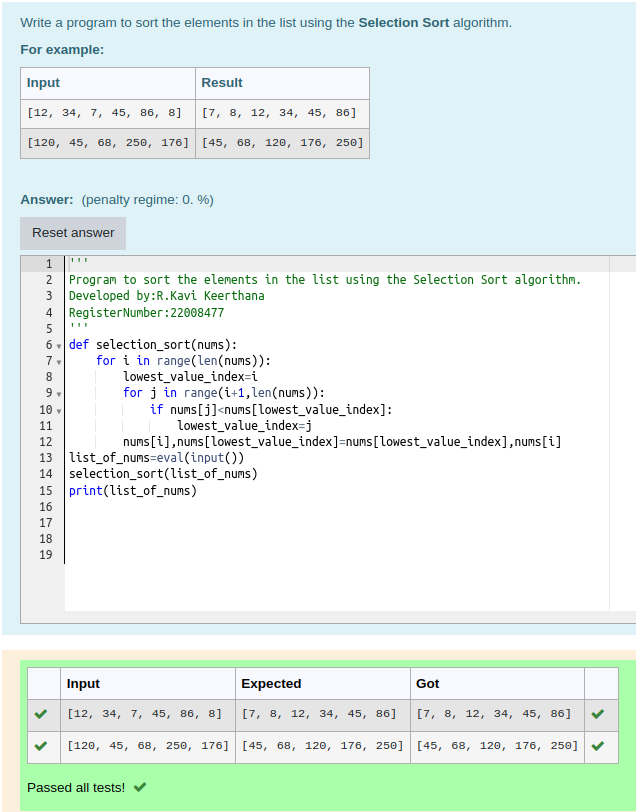 Write a program to sort the elements in the list using the Selection Sort algorithm.
For example:
Input Result
[12, 34, 7, 45, 86, 8] [7, 8, 12, 34, 45, 86]
[120, 45, 68, 250, 176] [45, 68, 120, 176, 250]
Answer: (penalty regime: 0. %)
Reset answer
1 '''
2 Program to sort the elements in the list using the Selection Sort algorithm.
3 Developed by:R.Kavi Keerthana
4 RegisterNumber:22008477
5 '''
6 def selection_sort(nums):
7     for i in range(len(nums)):
8         lowest_value_index=i
9         for j in range(i+1,len(nums)):
10             if nums[j]<nums[lowest_value_index]:
11                 lowest_value_index=j
12         nums[i],nums[lowest_value_index]=nums[lowest_value_index],nums[i]
13 list_of_nums=eval(input())
14 selection_sort(list_of_nums)
15 print(list_of_nums)
16
17
18
19
Input Expected Got
[12, 34, 7, 45, 86, 8] [7, 8, 12, 34, 45, 86] [7, 8, 12, 34, 45, 86]
[120, 45, 68, 250, 176] [45, 68, 120, 176, 250] [45, 68, 120, 176, 250]
Passed all tests!